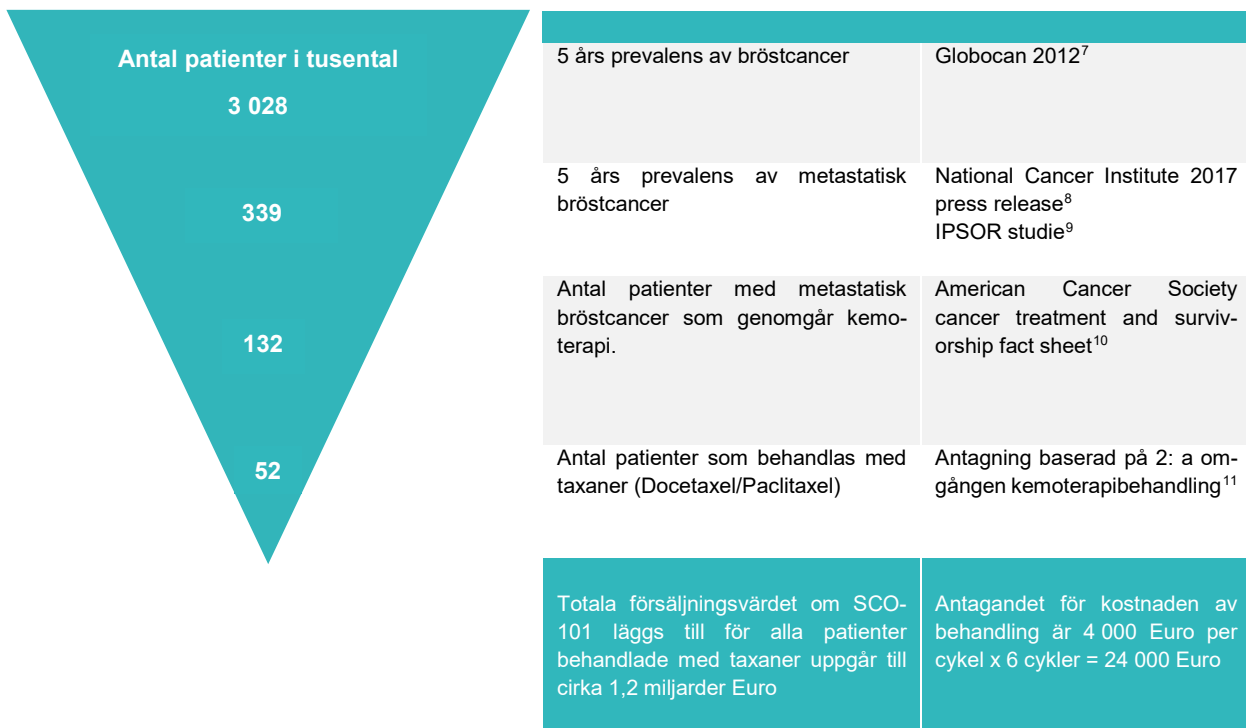 Antal patienter i tusental
3 028
339
132
52
5 års prevalens av bröstcancer
Globocan 2012⁷
5 års prevalens av metastatisk
bröstcancer
National Cancer Institute 2017
press release⁸
IPSOR studie⁹
Antal patienter med metastatisk
bröstcancer som genomgår kemo-
terapi.
American Cancer Society
cancer treatment and surviv-
orship fact sheet¹⁰
Antal patienter som behandlas med
taxaner (Docetaxel/Paclitaxel)
Antagning baserad på 2: a om-
gången kemoterapibehandling¹¹
Totala försäljningsvärdet om SCO-
101 läggs till för alla patienter
behandlade med taxaner uppgår till
cirka 1,2 miljarder Euro
Antagandet för kostnaden av
behandling är 4 000 Euro per
cykel x 6 cykler = 24 000 Euro